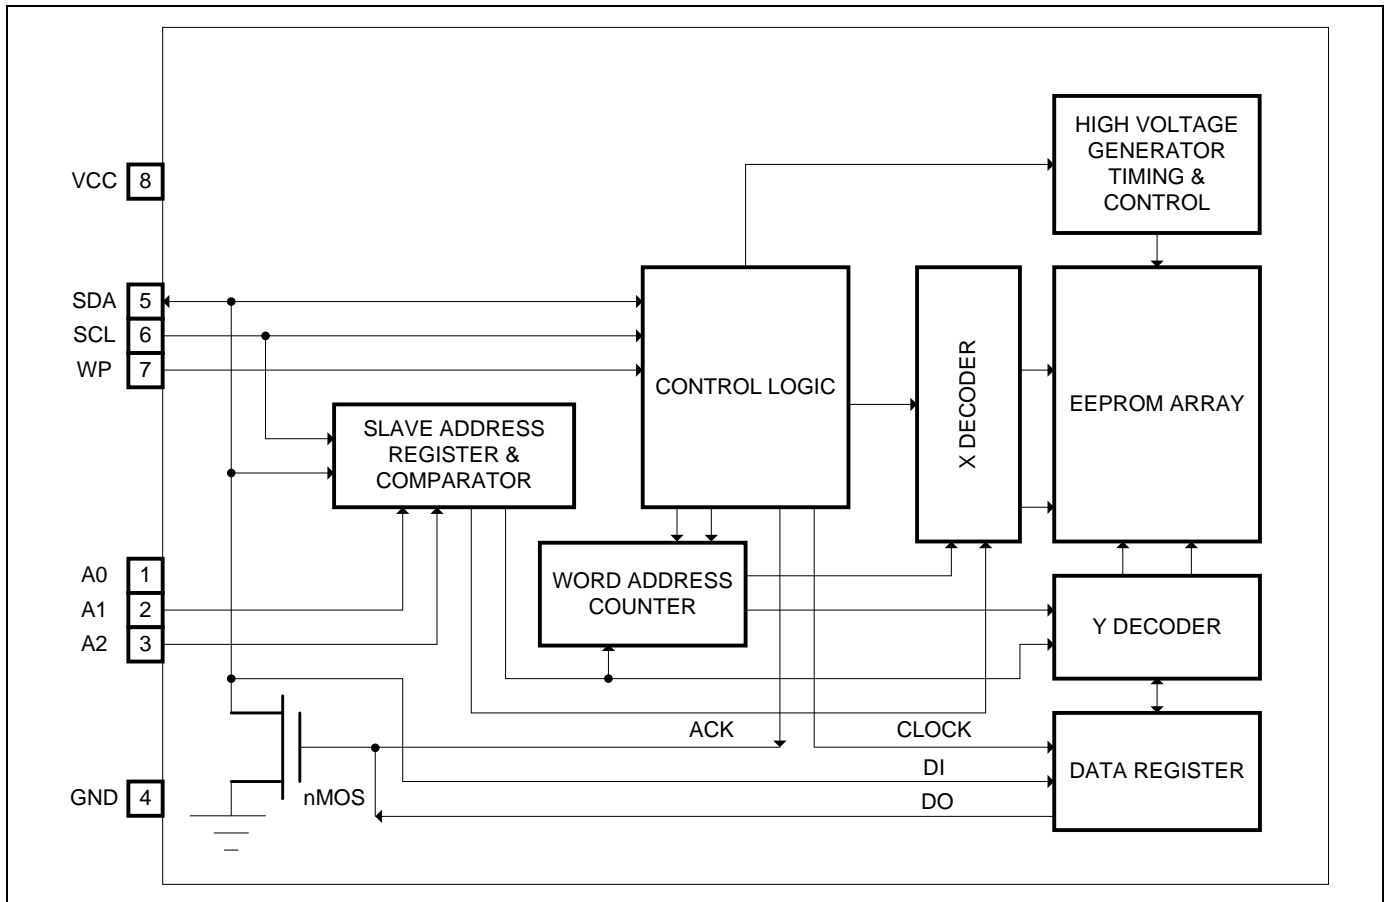 HIGH VOLTAGE
GENERATOR
TIMING &
CONTROL
VCC 8
SDA 5
SCL 6
WP 7
CONTROL LOGIC
X DECODER
EEPROM ARRAY
SLAVE ADDRESS
REGISTER &
COMPARATOR
A0 1
A1 2
A2 3
WORD ADDRESS
COUNTER
Y DECODER
ACK
CLOCK
DI
DO
DATA REGISTER
GND 4
nMOS